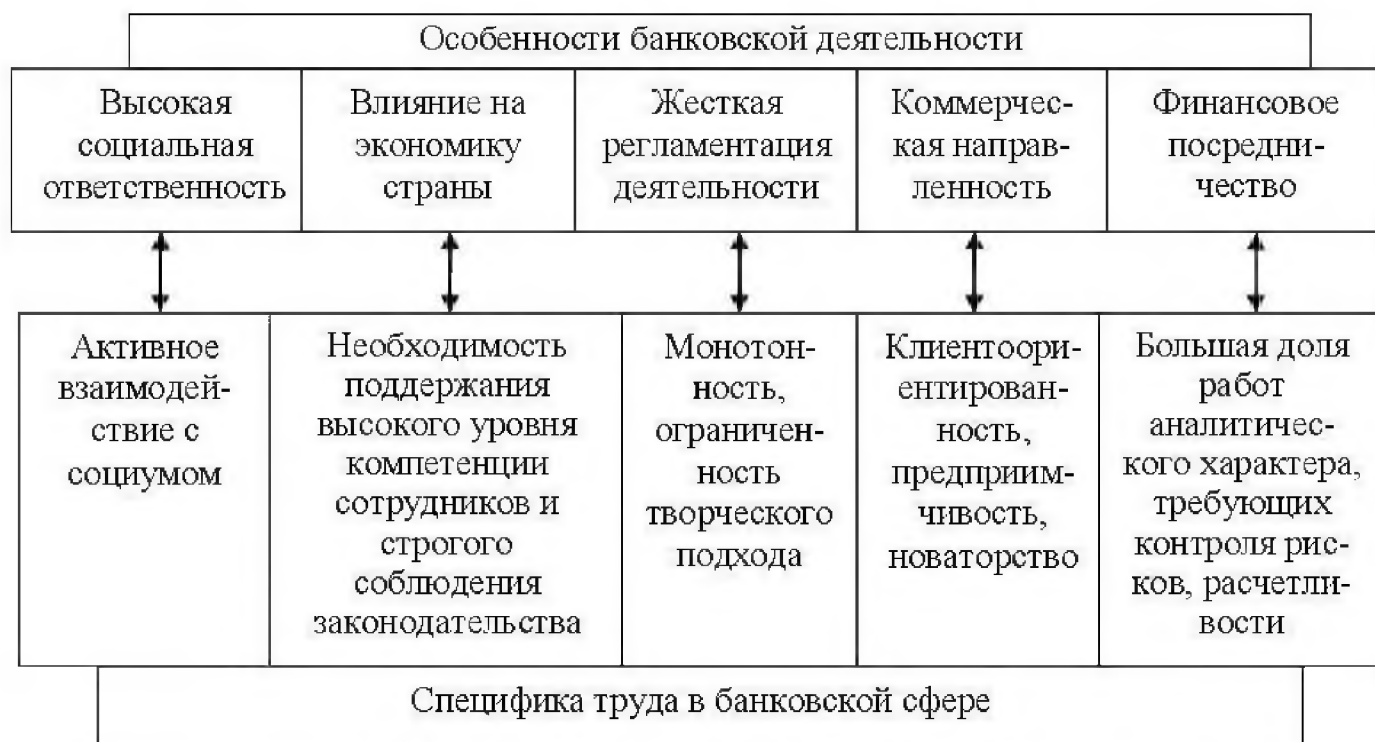 Особенности банковской деятельности
Высокая
социальная
ответственность
Влияние на
экономику
страны
Жесткая
регламентация
деятельности
Коммерчес-
кая направ-
ленность
Финансовое
посредни-
чество
Активное
взаимодей-
ствие с
социумом
Необходимость
поддержания
высокого уровня
компетенции
сотрудников и
строгого
соблюдения
законодательства
Монотон-
ность,
ограничен-
ность
творческого
подхода
Клиентоори-
ентирован-
ность,
предприим-
чивость,
новаторство
Большая доля
работ
аналитичес-
кого характера,
требующих
контроля рис-
ков, расчетли-
вости
Специфика труда в банковской сфере